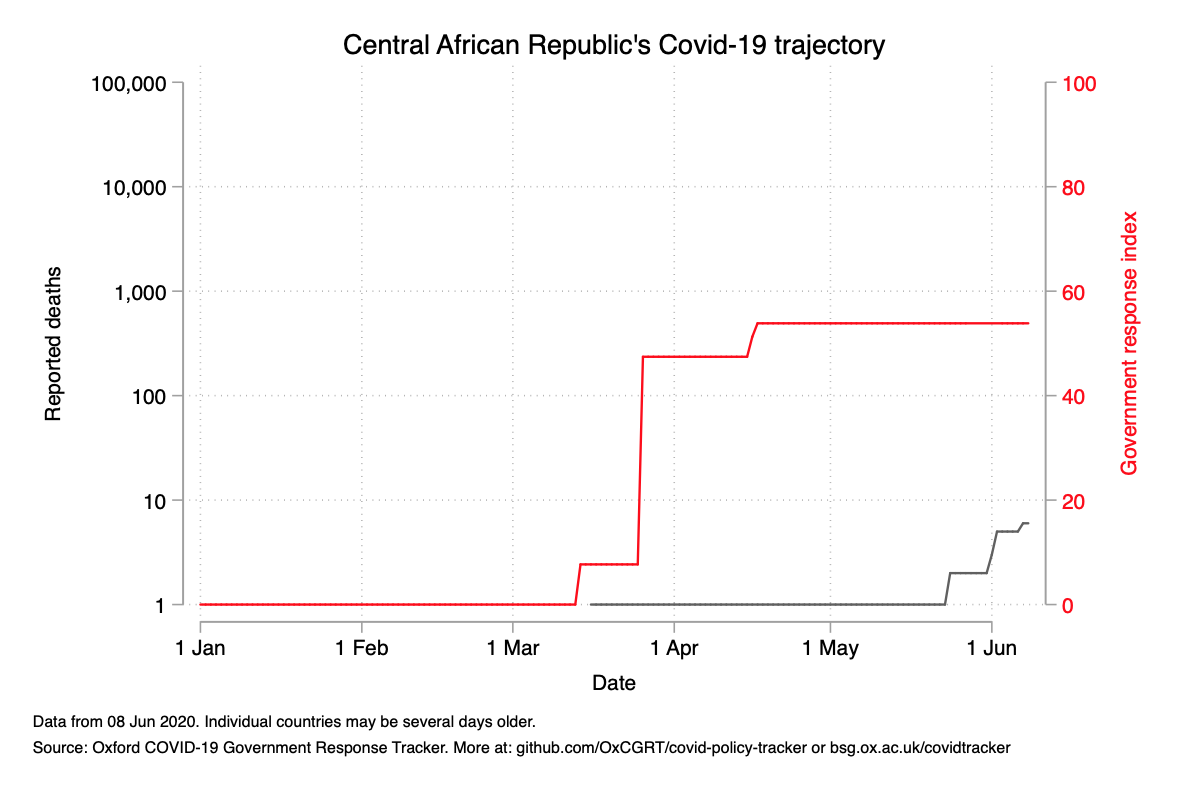 Central African Republic's Covid-19 trajectory
100,000
10,000
1,000
100
10
1
Reported deaths
100
80
60
40
20
0
Government response index
1 Jan
1 Feb
1 Mar
1 Apr
1 May
1 Jun
Date
Data from 08 Jun 2020. Individual countries may be several days older.
Source: Oxford COVID-19 Government Response Tracker. More at: github.com/OxCGRT/covid-policy-tracker or bsg.ox.ac.uk/covidtracker